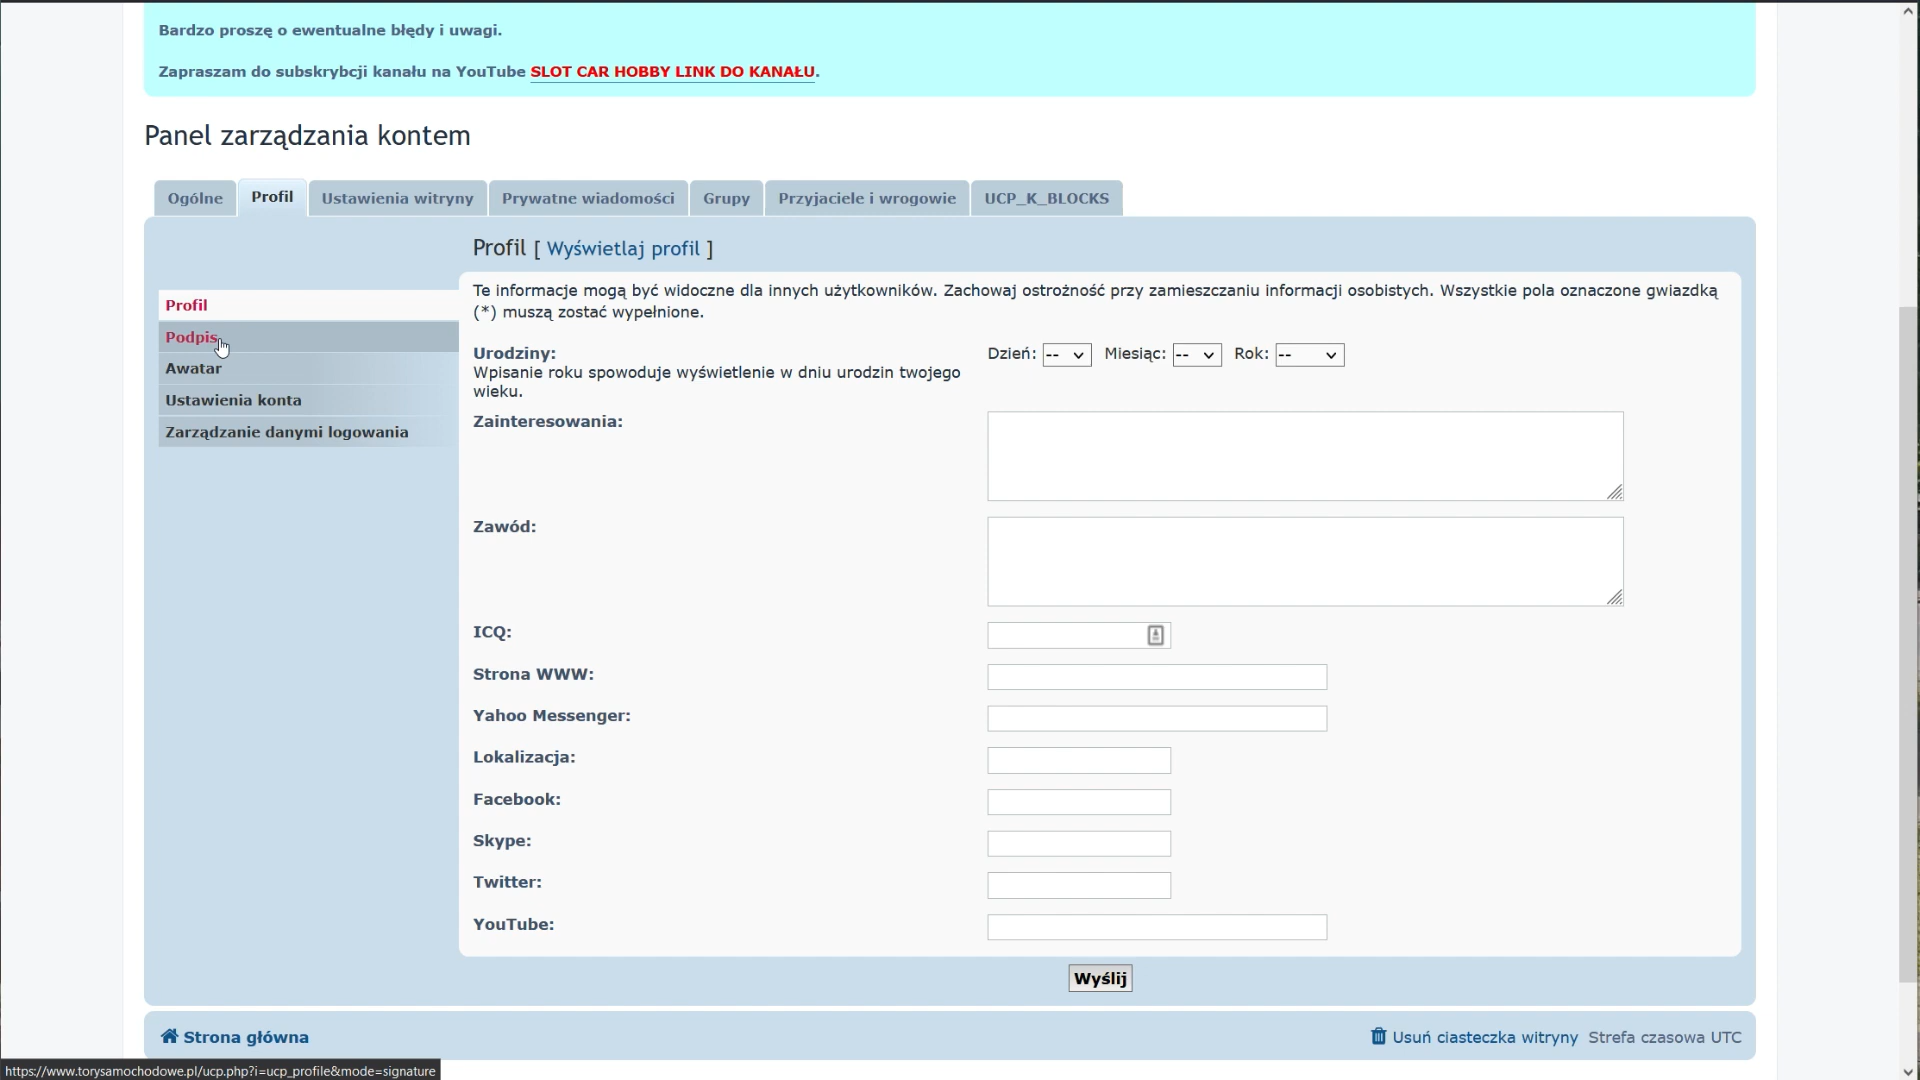 Bardzo proszę o ewentualne błędy i uwagi.
Zapraszam do subskrybcji kanału na YouTube SLOT CAR HOBBY LINK DO KANAŁU.
Panel zarządzania kontem
Ogólne Profil Ustawienia witryny Prywatne wiadomości Grupy Przyjaciele i wrogowie UCP_K_BLOCKS
Profil [ Wyświetlaj profil ]
Profil
Podpis
Awatar
Ustawienia konta
Zarządzanie danymi logowania
Te informacje mogą być widoczne dla innych użytkowników. Zachowaj ostrożność przy zamieszczaniu informacji osobistych. Wszystkie pola oznaczone gwiazdką
(*) muszą zostać wypełnione.
Urodziny: Dzień: -- Miesiąc: -- Rok: --
Wpisanie roku spowoduje wyświetlenie w dniu urodzin twojego
wieku.
Zainteresowania:
Zawód:
ICQ:
Strona WWW:
Yahoo Messenger:
Lokalizacja:
Facebook:
Skype:
Twitter:
YouTube:
Wyślij
Strona główna Usuń ciasteczka witryny Strefa czasowa UTC
https://www.torysamochodowe.pl/ucp.php?i=ucp_profile&mode=signature